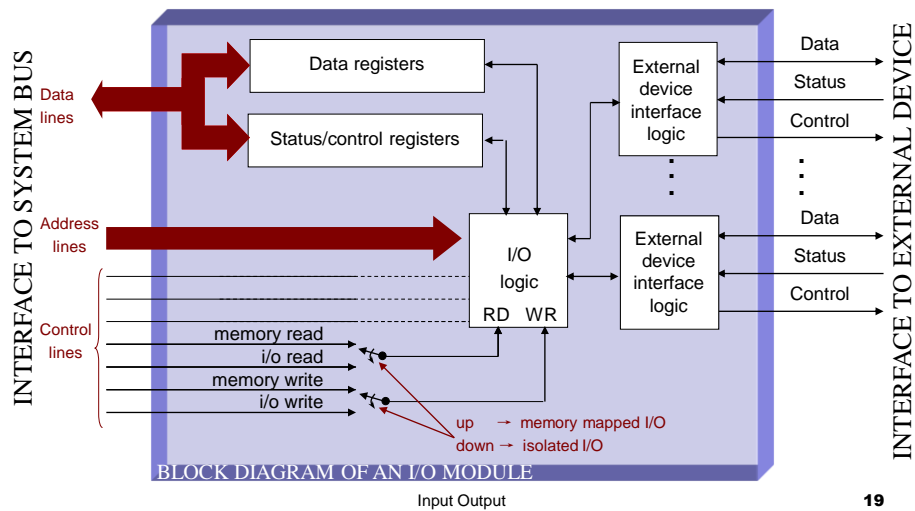 INTERFACE TO SYSTEM BUS
Data
lines
Address
lines
Control
lines
Data registers
Status/control registers
I/O
logic
RD WR
memory read
i/o read
memory write
i/o write
up → memory mapped I/O
down → isolated I/O
External
device
interface
logic
External
device
interface
logic
Data
Status
Control
Data
Status
Control
INTERFACE TO EXTERNAL DEVICE
BLOCK DIAGRAM OF AN I/O MODULE
Input Output
19